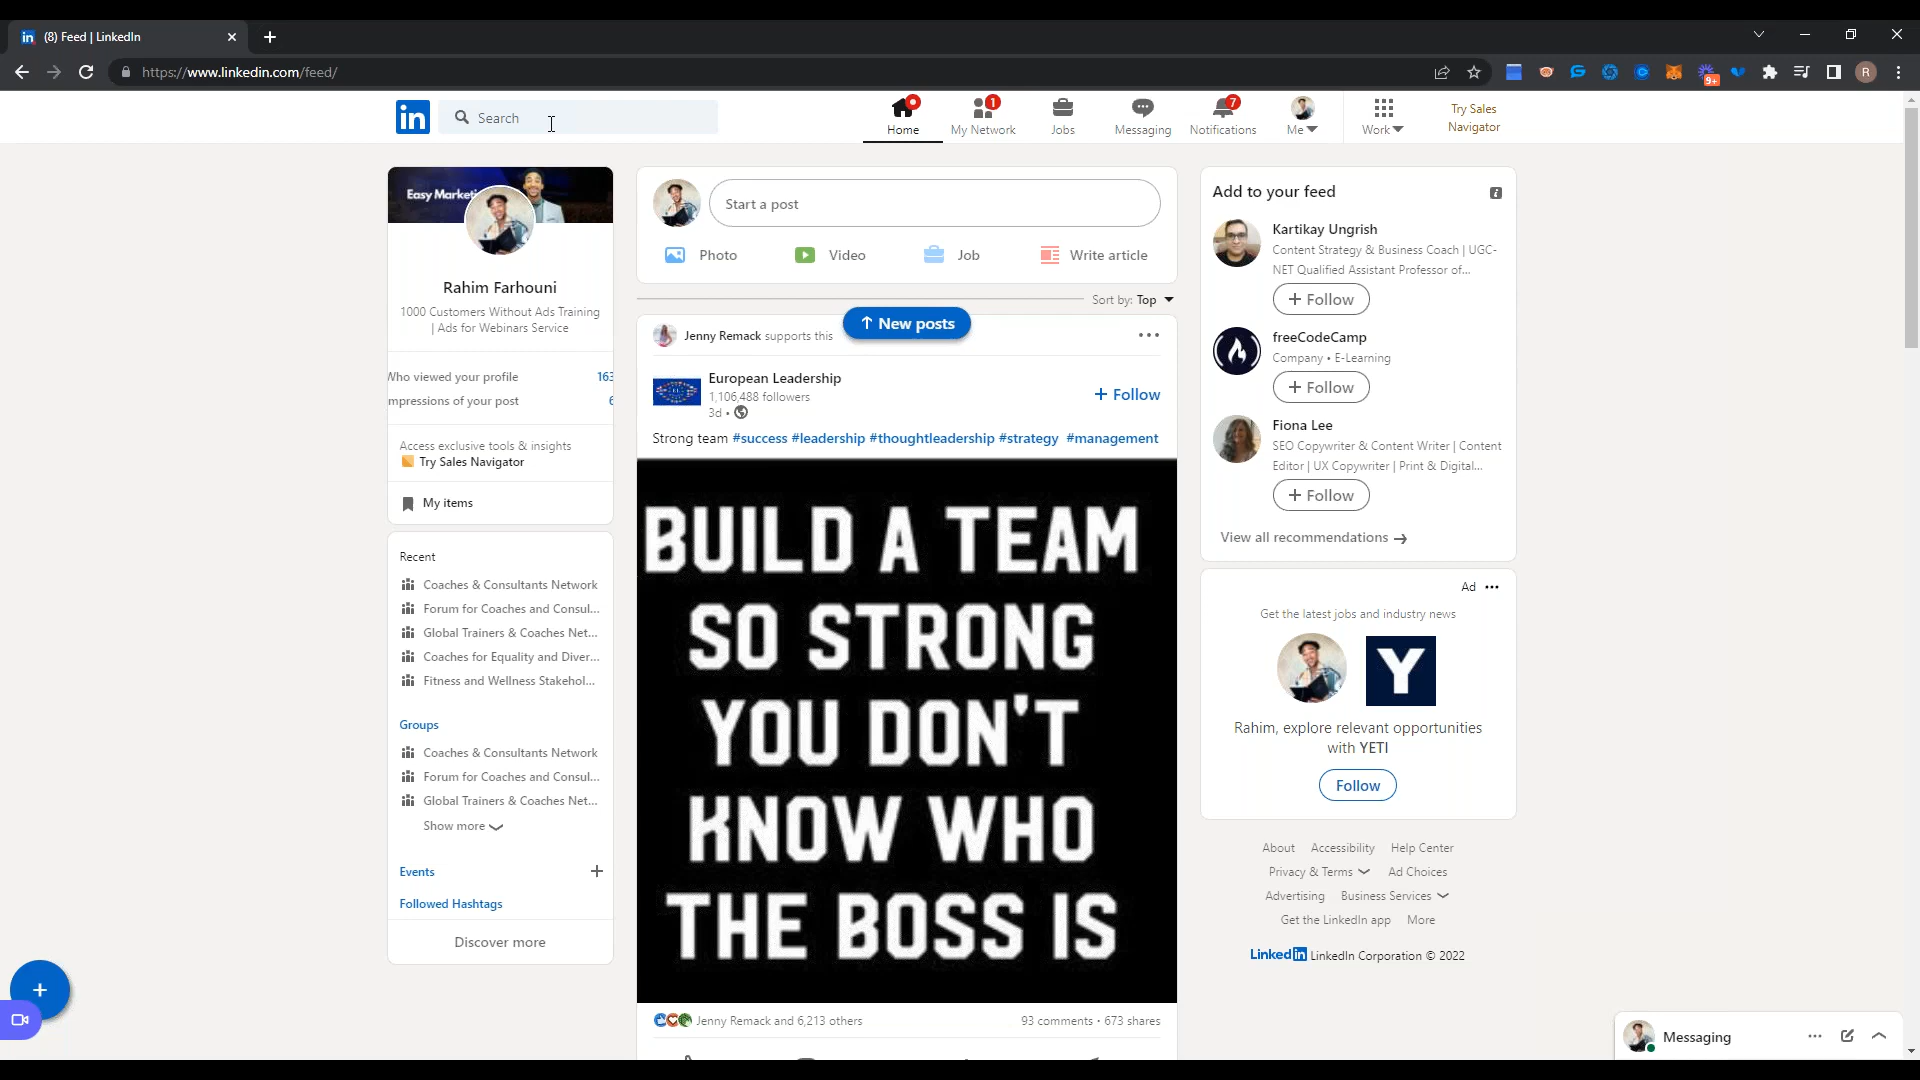 (8) Feed | LinkedIn
https://www.linkedin.com/feed/
9+
R
in
Search
Home
1
My Network
Jobs
Messaging
7
Notifications
Me
Work
Try Sales
Navigator
Easy Marketi
Rahim Farhouni
1000 Customers Without Ads Training
| Ads for Webinars Service
Who viewed your profile 163
mpressions of your post 6
Access exclusive tools & insights
Try Sales Navigator
My items
Recent
Coaches & Consultants Network
Forum for Coaches and Consul...
Global Trainers & Coaches Net...
Coaches for Equality and Diver...
Fitness and Wellness Stakehol...
Groups
Coaches & Consultants Network
Forum for Coaches and Consul...
Global Trainers & Coaches Net...
Show more
Events
Followed Hashtags
Discover more
Start a post
Photo
Video
Job
Write article
Sort by: Top
New posts
Jenny Remack supports this
European Leadership
1,106,488 followers
3d •
+ Follow
Strong team #success #leadership #thoughtleadership #strategy #management
BUILD A TEAM
SO STRONG
YOU DON'T
KNOW WHO
THE BOSS IS
Jenny Remack and 6,213 others
93 comments • 673 shares
Add to your feed
Kartikay Ungrish
Content Strategy & Business Coach | UGC-
NET Qualified Assistant Professor of...
+ Follow
freeCodeCamp
Company • E-Learning
+ Follow
Fiona Lee
SEO Copywriter & Content Writer | Content
Editor | UX Copywriter | Print & Digital...
+ Follow
View all recommendations
Ad
Get the latest jobs and industry news
Y
Rahim, explore relevant opportunities
with YETI
Follow
About Accessibility Help Center
Privacy & Terms Ad Choices
Advertising Business Services
Get the LinkedIn app More
LinkedIn LinkedIn Corporation © 2022
Messaging